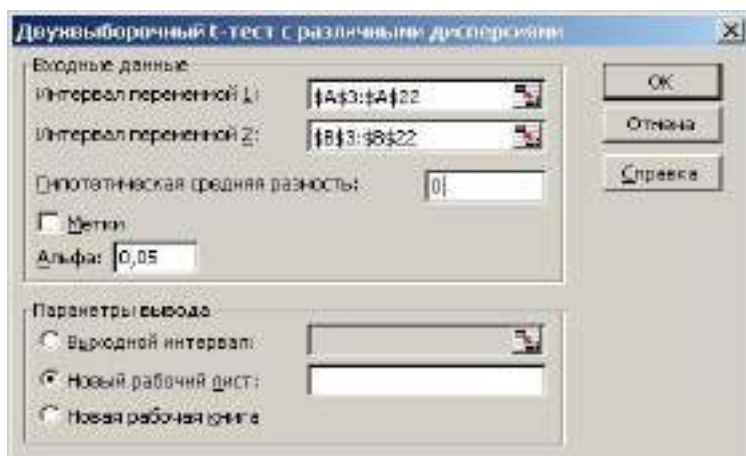 Двухвыборочный t-тест с различными дисперсиями
Входные данные
Интервал переменной 1: $A$3:$A$22
Интервал переменной 2: $B$3:$B$22
Гипотетическая средняя разность: 0
Метки
Альфа: 0,05
OK
Отмена
Справка
Параметры вывода
Выходной интервал:
Новый рабочий лист:
Новая рабочая книга